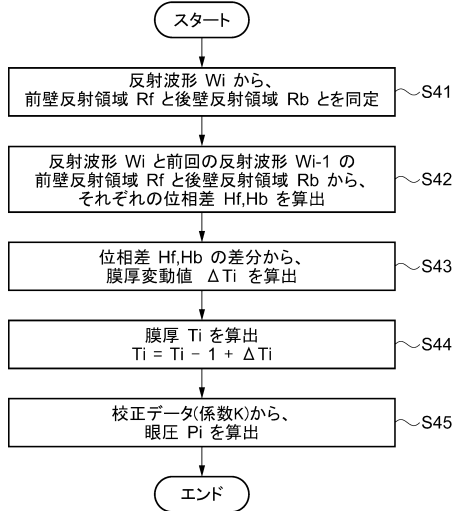 スタート
反射波形 Wi から、
前壁反射領域 Rf と後壁反射領域 Rb とを同定
S41
反射波形 Wi と前回の反射波形 Wi-1 の
前壁反射領域 Rf と後壁反射領域 Rb から、
それぞれの位相差 Hf,Hb を算出
S42
位相差 Hf,Hb の差分から、
膜厚変動値 ΔTi を算出
S43
膜厚 Ti を算出
Ti = Ti - 1 + ΔTi
S44
校正データ(係数K)から、
眼圧 Pi を算出
S45
エンド